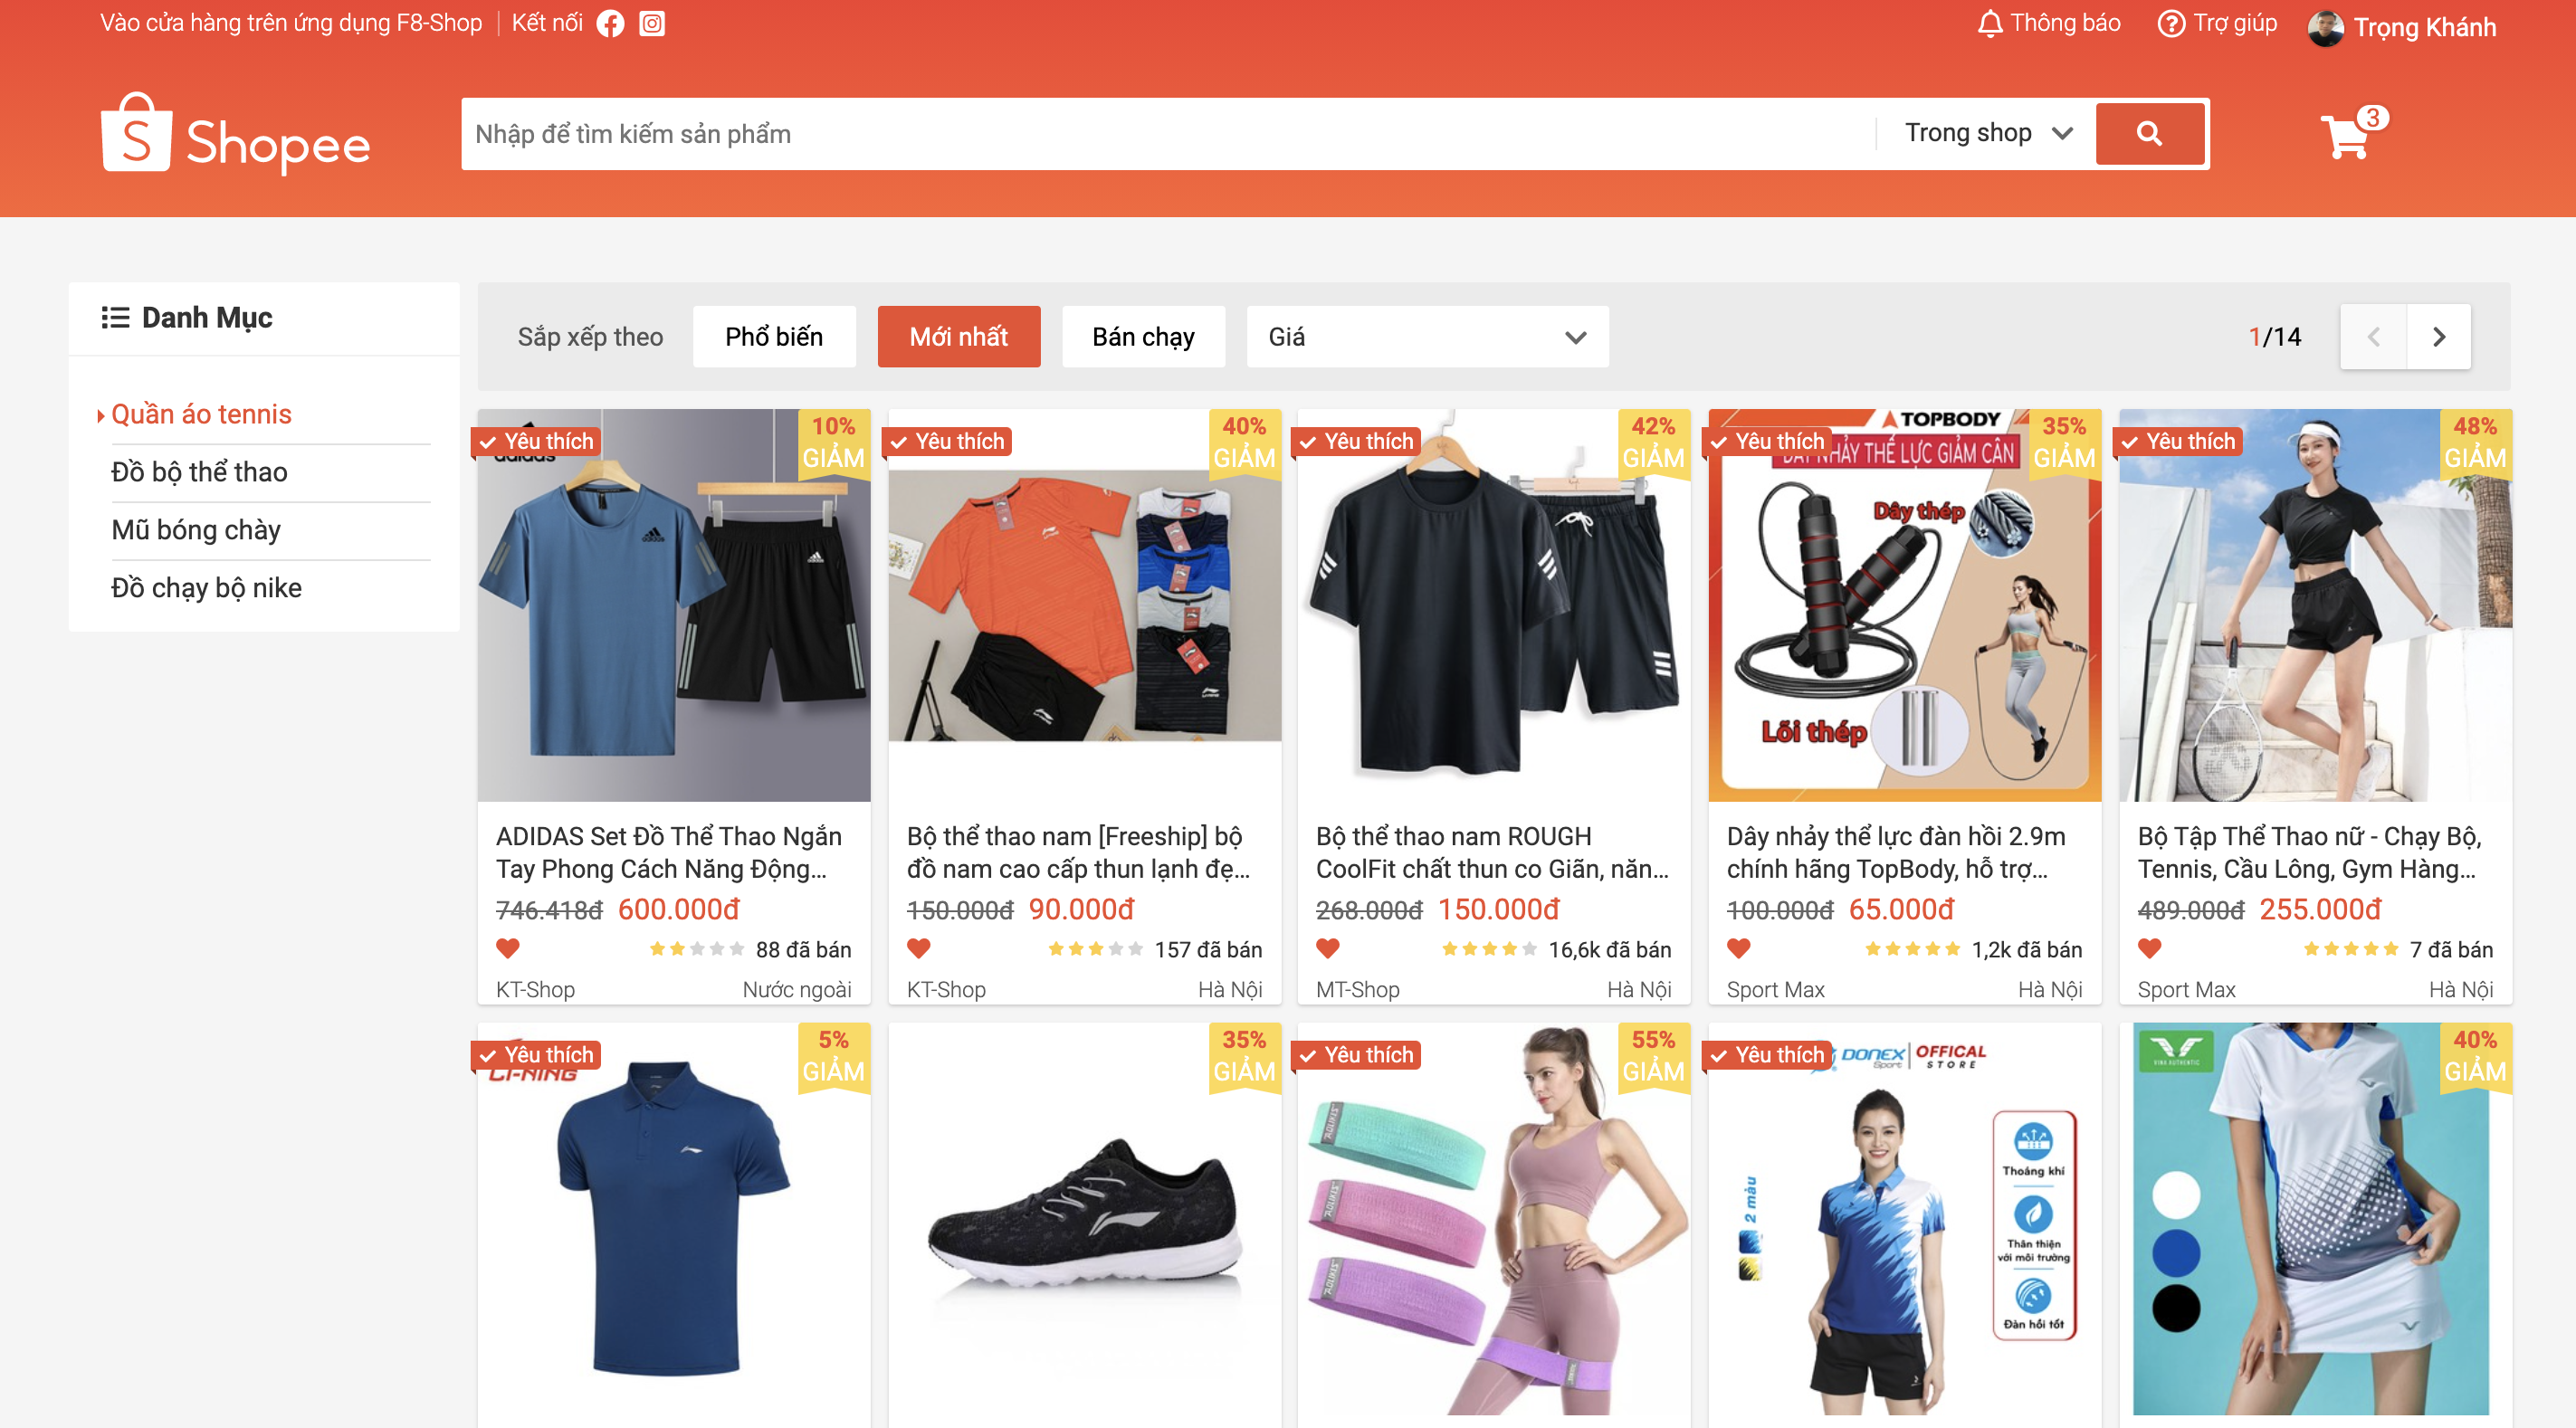 Vào cửa hàng trên ứng dụng F8-Shop
Kết nối
Thông báo
Trợ giúp
Trọng Khánh
S
Shopee
Nhập để tìm kiếm sản phẩm
Trong shop
3
Danh Mục
Quần áo tennis
Đồ bộ thể thao
Mũ bóng chày
Đồ chạy bộ nike
Sắp xếp theo
Phổ biến
Mới nhất
Bán chạy
Giá
1/14
Yêu thích
10%
GIẢM
adidas
adidas
adidas
ADIDAS Set Đồ Thể Thao Ngắn
Tay Phong Cách Năng Động...
746.418đ 600.000đ
88 đã bán
KT-Shop
Nước ngoài
Yêu thích
40%
GIẢM
Bộ thể thao nam [Freeship] bộ
đồ nam cao cấp thun lạnh đẹ...
150.000đ 90.000đ
157 đã bán
KT-Shop
Hà Nội
Yêu thích
42%
GIẢM
Bộ thể thao nam ROUGH
CoolFit chất thun co Giãn, năn...
268.000đ 150.000đ
16,6k đã bán
MT-Shop
Hà Nội
Yêu thích
35%
GIẢM
TOPBODY
DÂY NHẢY THỂ LỰC GIẢM CÂN
Dây thép
Lõi thép
Dây nhảy thể lực đàn hồi 2.9m
chính hãng TopBody, hỗ trợ...
100.000đ 65.000đ
1,2k đã bán
Sport Max
Hà Nội
Yêu thích
48%
GIẢM
Bộ Tập Thể Thao nữ - Chạy Bộ,
Tennis, Cầu Lông, Gym Hàng...
489.000đ 255.000đ
7 đã bán
Sport Max
Hà Nội
Yêu thích
5%
GIẢM
LI-NING
35%
GIẢM
Yêu thích
55%
GIẢM
AOLIKES
AOLIKES
AOLIKES
Yêu thích
DONEX
Sport
OFFICAL
STORE
2 màu
Thoáng khí
Thân thiện
với môi trường
Đàn hồi tốt
40%
GIẢM
VINA AUTHENTIC